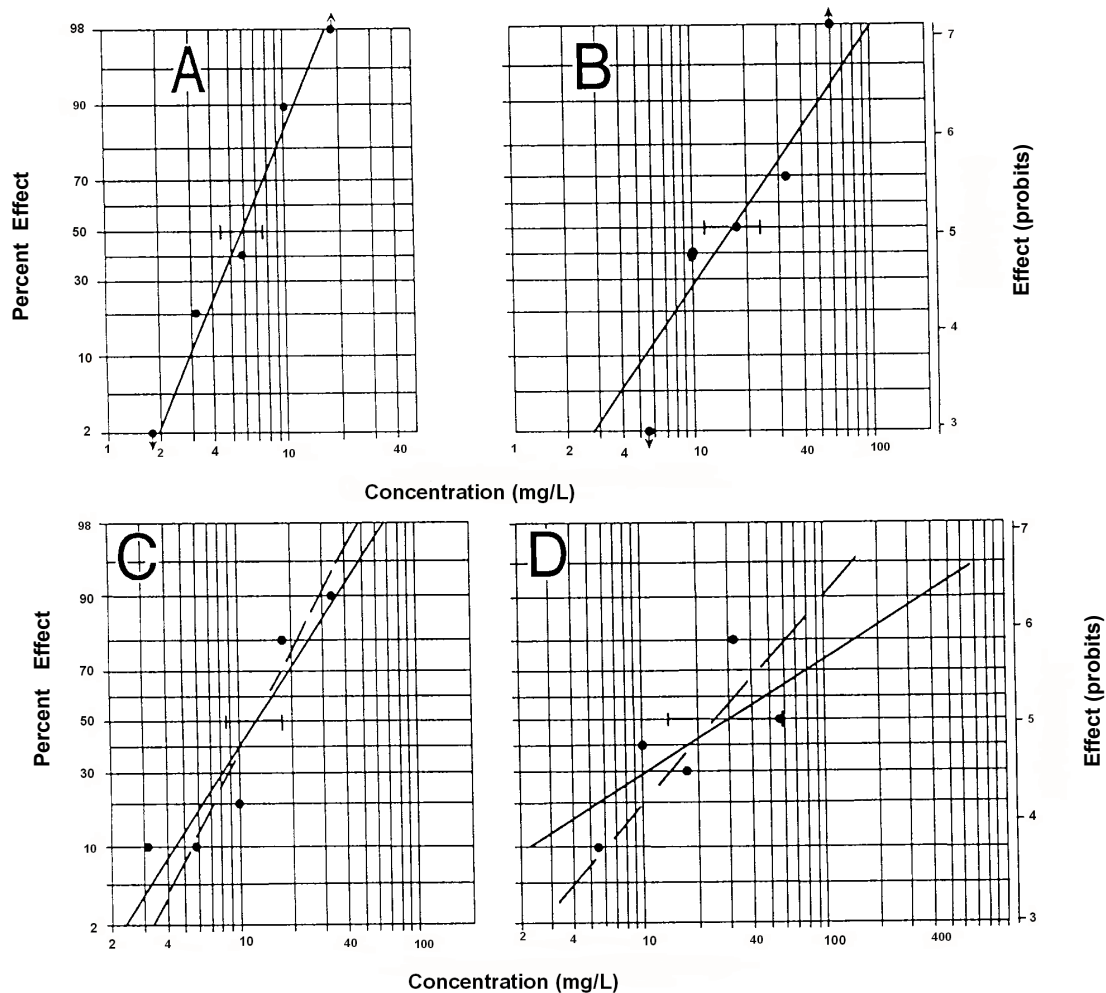 A
B
Percent Effect
98
90
70
50
30
10
2
1 2 4 10 40
1 2 4 10 40 100
7
6
5
4
3
Effect (probits)
Concentration (mg/L)
C
D
Percent Effect
98
90
70
50
30
10
2
2 4 10 40 100
2 4 10 40 100 400
7
6
5
4
3
Effect (probits)
Concentration (mg/L)